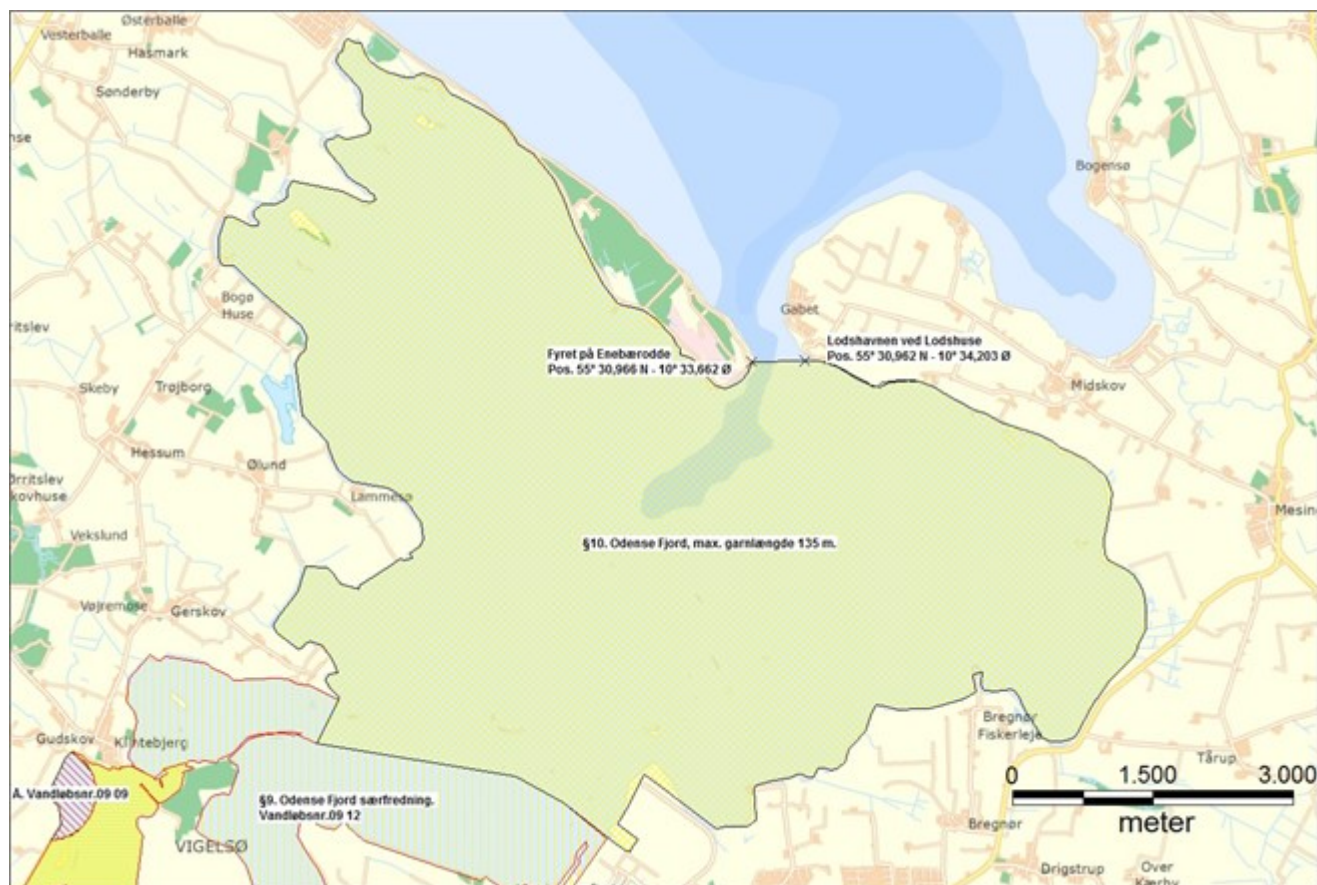 Østerballe
Vesterballe
Hasmark
Sønderby
Bogensø
Bogø
Huse
Gabet
Fyret på Enebærodde
Pos. 55° 30,966 N - 10° 33,662 Ø
Lodshavnen ved Lodshuse
Pos. 55° 30,962 N - 10° 34,203 Ø
Skeby
Trøjborg
Midskov
Hessum
Ølund
Lammesø
Mesing
Vekslund
§10. Odense Fjord, max. garnlængde 135 m.
Vøjremose
Gerskov
Bregnør
Fiskerleje
Gudskov
Klintebjerg
Tårup
0 1.500 3.000
meter
A. Vandløbsnr.09 09
§9. Odense Fjord særfredning.
Vandløbsnr.09 12
VIGELSØ
Bregnør
Drigstrup
Over
Kærby